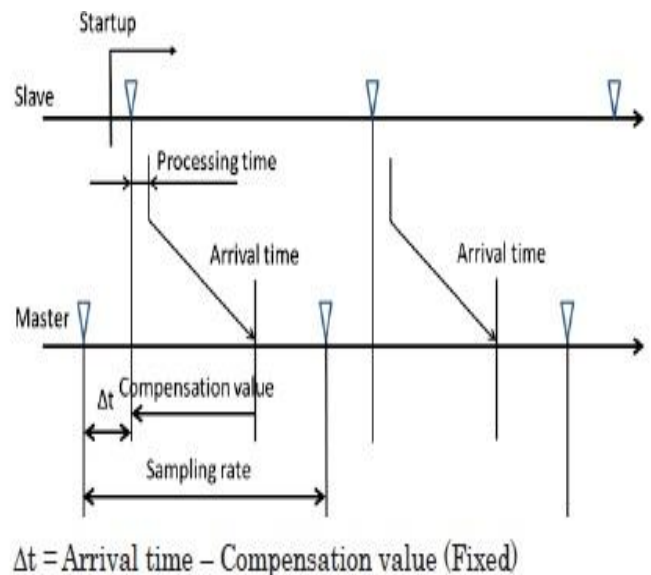 Startup
Slave
Processing time
Arrival time
Arrival time
Master
Compensation value
Δt
Sampling rate
Δt = Arrival time – Compensation value (Fixed)